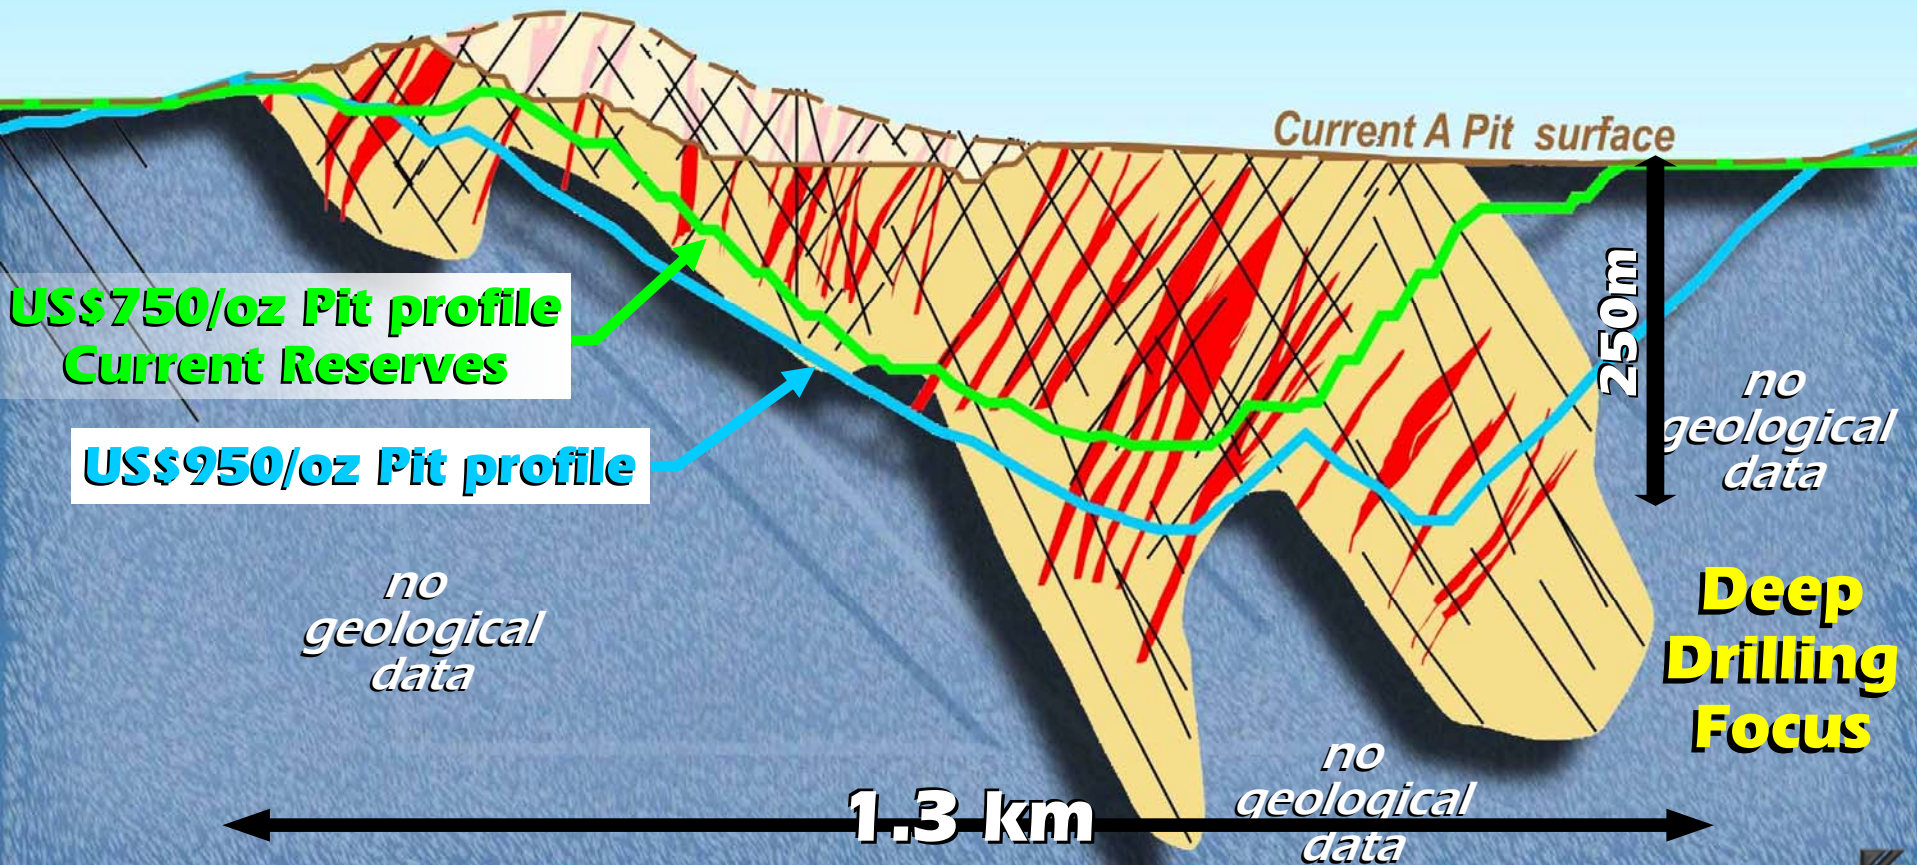 Current A Pit surface
US$750/oz Pit profile
Current Reserves
250m
no
geological
data
US$950/oz Pit profile
no
geological
data
Deep
Drilling
Focus
no
geological
data
1.3 km